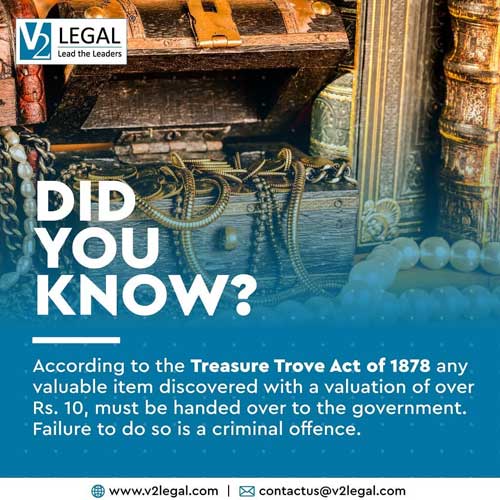 V2 LEGAL
Lead the Leaders
DID
YOU
KNOW?
According to the Treasure Trove Act of 1878 any
valuable item discovered with a valuation of over
Rs. 10, must be handed over to the government.
Failure to do so is a criminal offence.
www.v2legal.com | contactus@v2legal.com